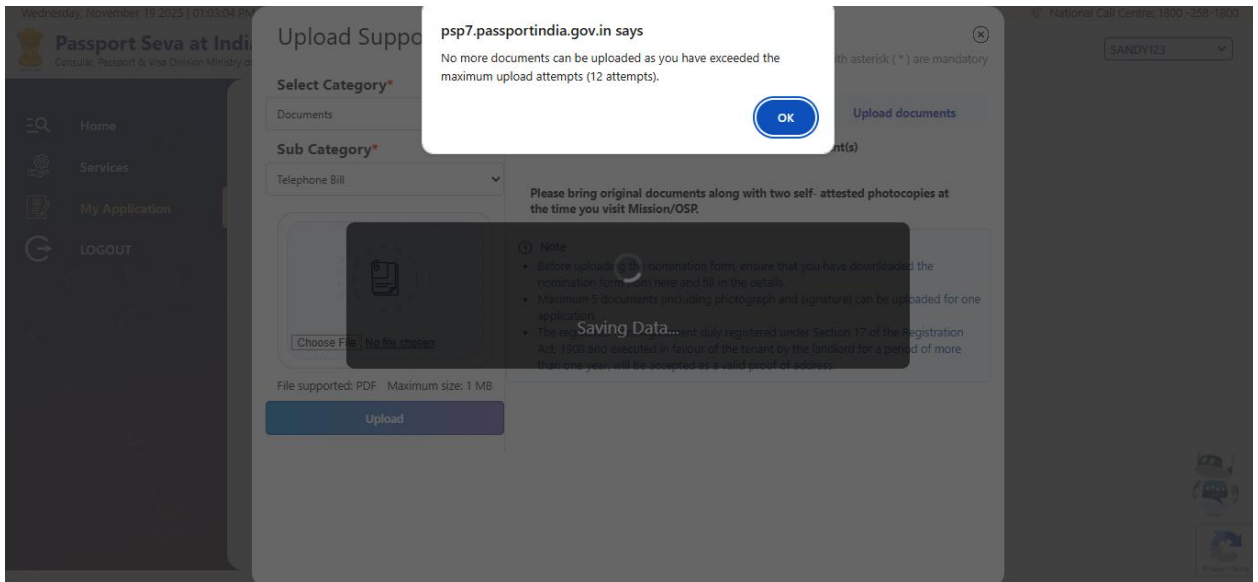 Wednesday, November 19 2025 | 01:03:04 PM
National Call Centre: 1800 -258-1800
Passport Seva at Indi
Consular, Passport & Visa Division Ministry o
SANDY123
Home
Services
My Application
LOGOUT
Upload Suppo
th asterisk ( * ) are mandatory
psp7.passportindia.gov.in says
No more documents can be uploaded as you have exceeded the
maximum upload attempts (12 attempts).
OK
Select Category*
Documents
Sub Category*
Telephone Bill
Choose File No file chosen
File supported: PDF Maximum size: 1 MB
Upload
Upload documents
nt(s)
Please bring original documents along with two self- attested photocopies at
the time you visit Mission/OSP.
Note
Before uploading the nomination form, ensure that you have downloaded the
nomination form from here and fill in the details.
Maximum 5 documents (including photograph and signature) can be uploaded for one
application.
The duly registered under Section 17 of the Registration
Act, 1908 and executed in favour of the tenant by the landlord for a period of more
than one year, will be accepted as a valid proof of address.
Saving Data...